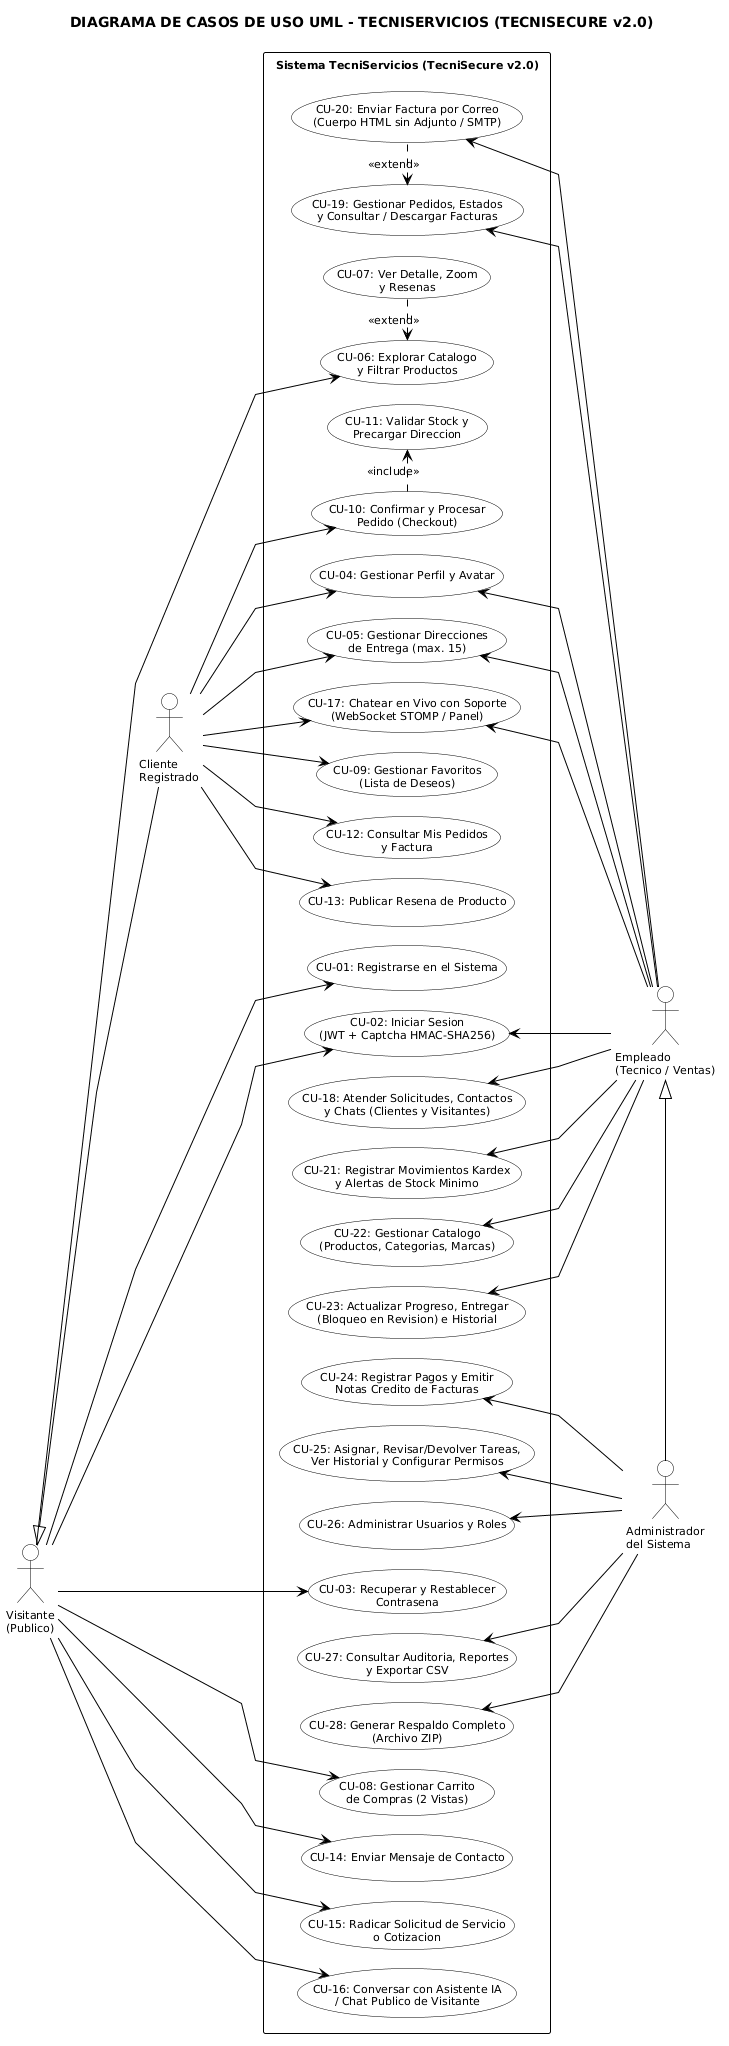 DIAGRAMA DE CASOS DE USO UML - TECNISERVICIOS (TECNISECURE v2.0)
Sistema TecniServicios (TecniSecure v2.0)
CU-20: Enviar Factura por Correo
(Cuerpo HTML sin Adjunto / SMTP)
«extend»
CU-19: Gestionar Pedidos, Estados
y Consultar / Descargar Facturas
CU-07: Ver Detalle, Zoom
y Resenas
«extend»
CU-06: Explorar Catalogo
y Filtrar Productos
CU-11: Validar Stock y
Precargar Direccion
«include»
CU-10: Confirmar y Procesar
Pedido (Checkout)
CU-04: Gestionar Perfil y Avatar
CU-05: Gestionar Direcciones
de Entrega (max. 15)
CU-17: Chatear en Vivo con Soporte
(WebSocket STOMP / Panel)
Cliente
Registrado
CU-09: Gestionar Favoritos
(Lista de Deseos)
CU-12: Consultar Mis Pedidos
y Factura
CU-13: Publicar Resena de Producto
CU-01: Registrarse en el Sistema
CU-02: Iniciar Sesion
(JWT + Captcha HMAC-SHA256)
Empleado
(Tecnico / Ventas)
CU-18: Atender Solicitudes, Contactos
y Chats (Clientes y Visitantes)
CU-21: Registrar Movimientos Kardex
y Alertas de Stock Minimo
CU-22: Gestionar Catalogo
(Productos, Categorias, Marcas)
CU-23: Actualizar Progreso, Entregar
(Bloqueo en Revision) e Historial
CU-24: Registrar Pagos y Emitir
Notas Credito de Facturas
CU-25: Asignar, Revisar/Devolver Tareas,
Ver Historial y Configurar Permisos
CU-26: Administrar Usuarios y Roles
Administrador
del Sistema
CU-03: Recuperar y Restablecer
Contrasena
Visitante
(Publico)
CU-27: Consultar Auditoria, Reportes
y Exportar CSV
CU-28: Generar Respaldo Completo
(Archivo ZIP)
CU-08: Gestionar Carrito
de Compras (2 Vistas)
CU-14: Enviar Mensaje de Contacto
CU-15: Radicar Solicitud de Servicio
o Cotizacion
CU-16: Conversar con Asistente IA
/ Chat Publico de Visitante